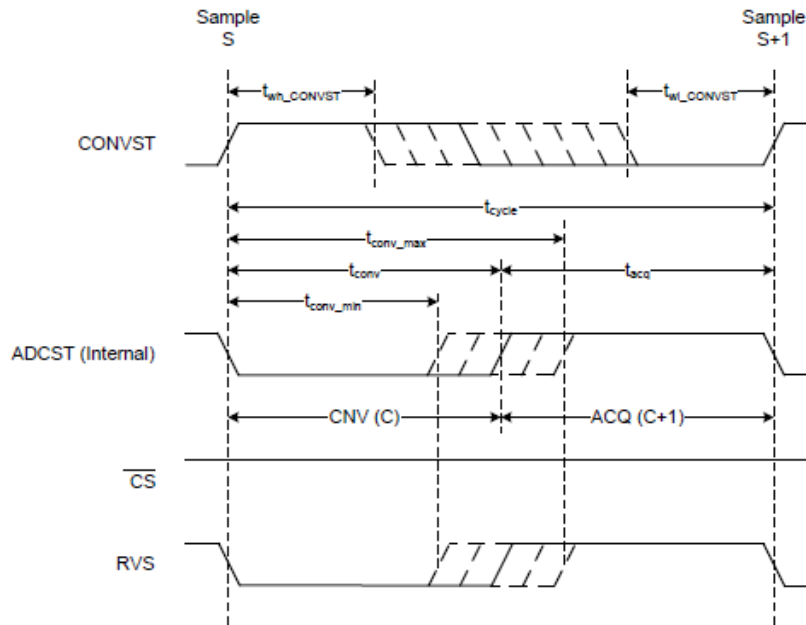 Sample
S
Sample
S+1
twh_CONVST
twl_CONVST
CONVST
tcycle
tconv_max
tconv
tacq
tconv_min
ADCST (Internal)
CNV (C)
ACQ (C+1)
CS
RVS